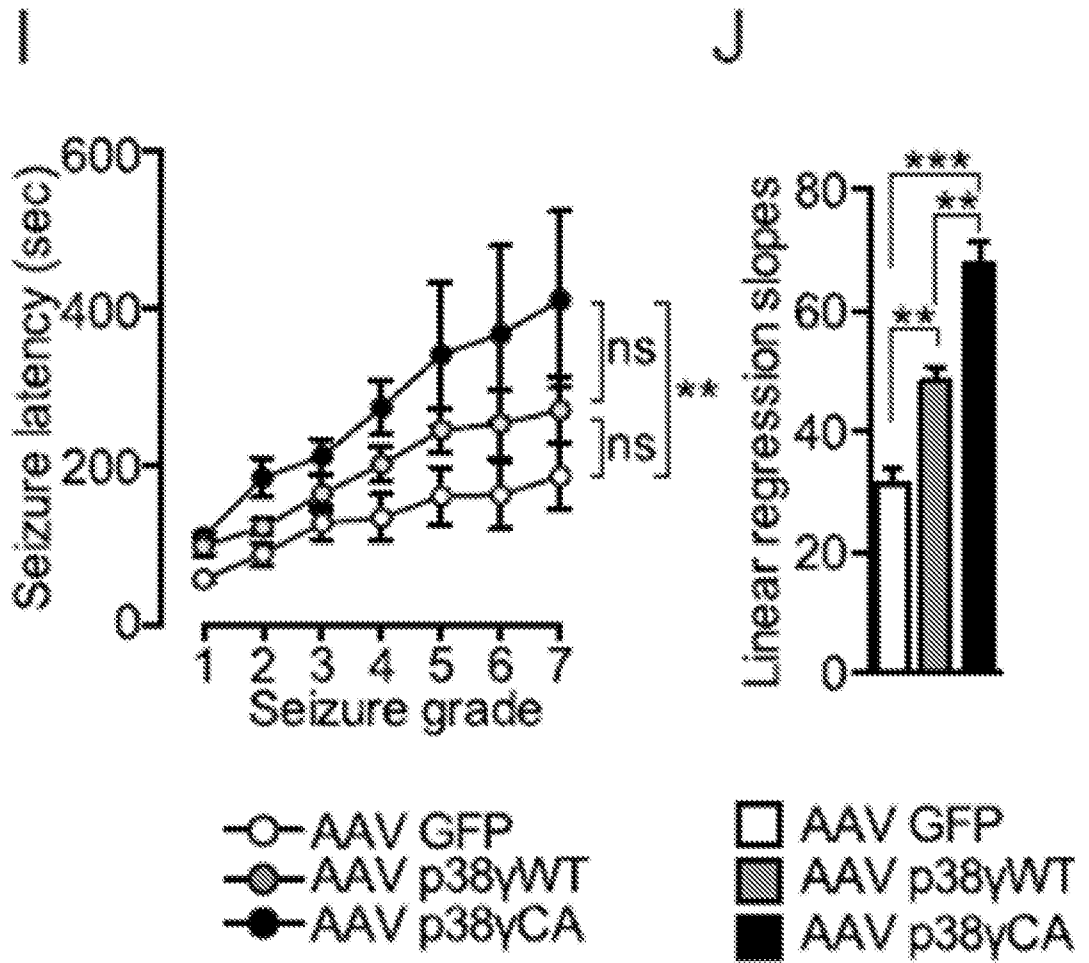 I
J
600
400
200
0
Seizure latency (sec)
1 2 3 4 5 6 7
Seizure grade
ns
ns
**
80
60
40
20
0
Linear regression slopes
***
**
**
AAV GFP
AAV p38γWT
AAV p38γCA
AAV GFP
AAV p38γWT
AAV p38γCA